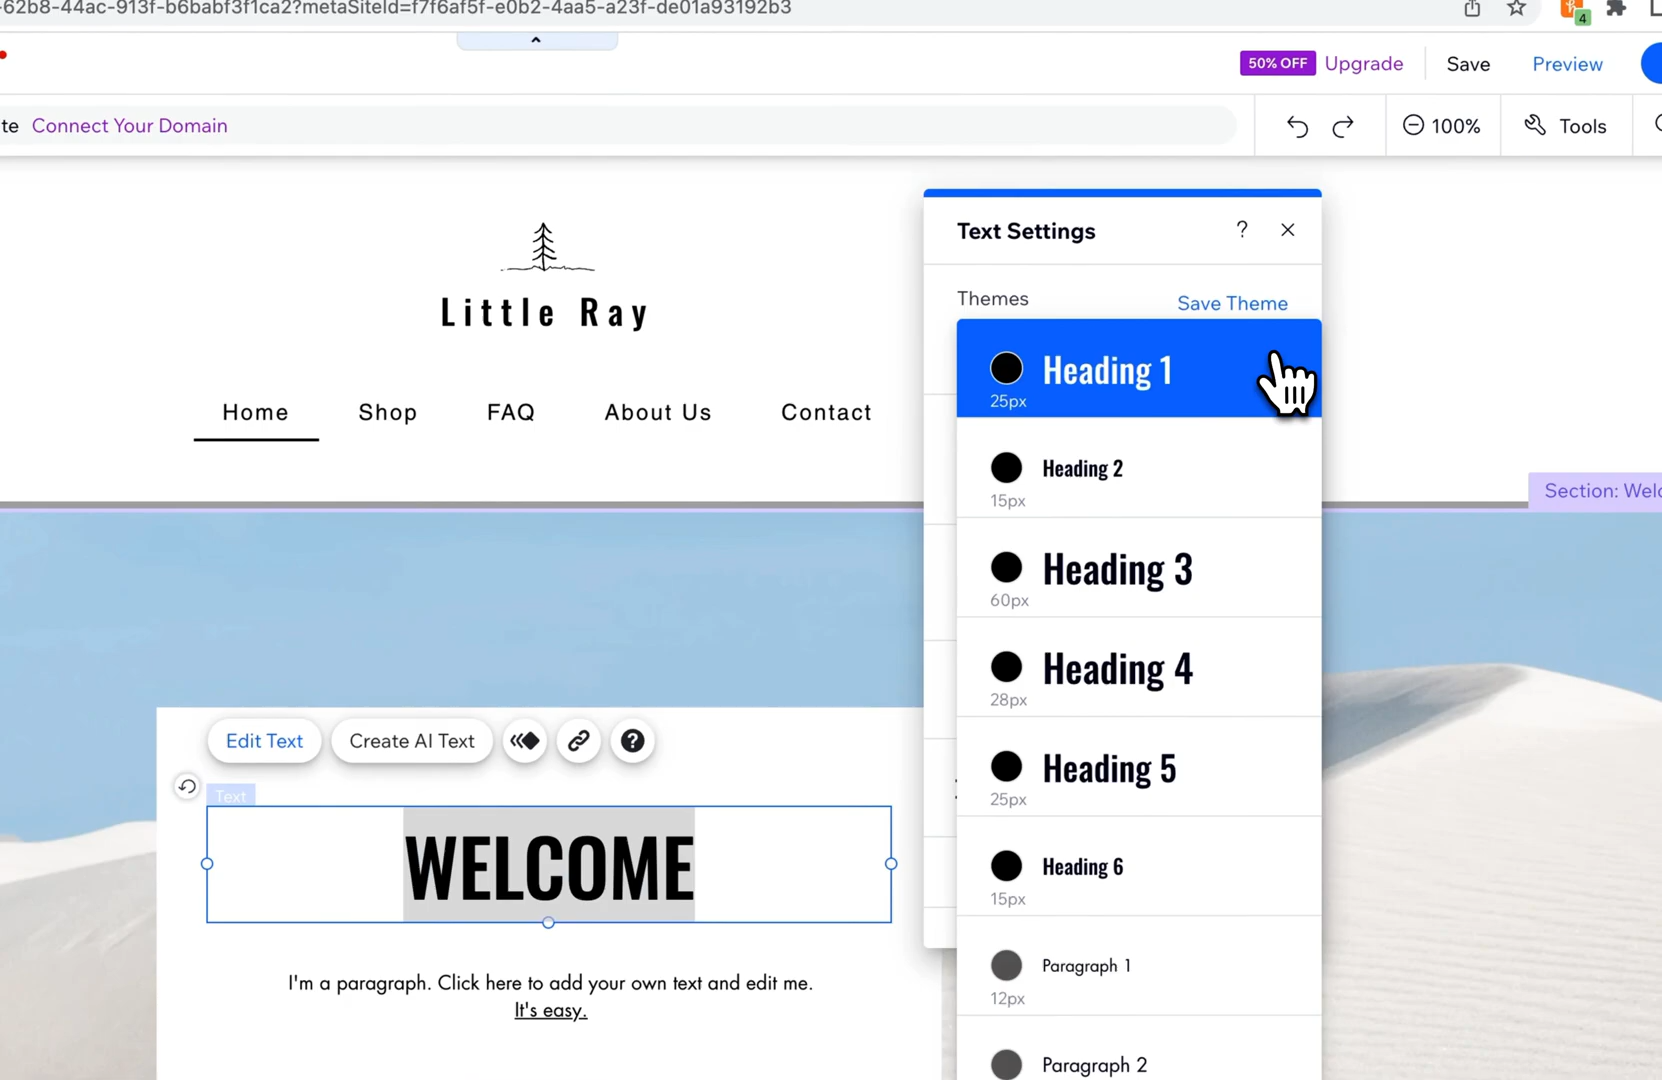 -62b8-44ac-913f-b6babf3f1ca2?metaSiteId=f7f6af5f-e0b2-4aa5-a23f-de01a93192b3
4
50% OFF Upgrade Save Preview
te Connect Your Domain
100% Tools
Little Ray
Home Shop FAQ About Us Contact
Text Settings ?
Themes Save Theme
Heading 1
25px
Heading 2
15px
Heading 3
60px
Heading 4
28px
Heading 5
25px
Heading 6
15px
Paragraph 1
12px
Paragraph 2
Section: Welc
Edit Text Create AI Text ?
Text
WELCOME
I'm a paragraph. Click here to add your own text and edit me.
It's easy.